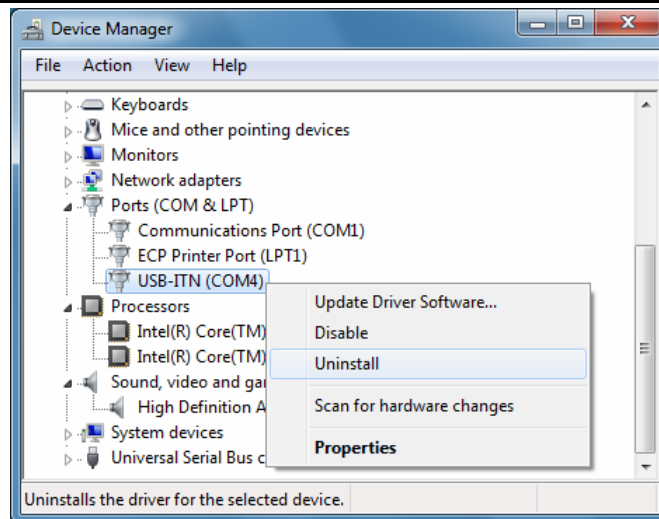 Device Manager
File Action View Help
Keyboards
Mice and other pointing devices
Monitors
Network adapters
Ports (COM & LPT)
Communications Port (COM1)
ECP Printer Port (LPT1)
USB-ITN (COM4)
Update Driver Software...
Processors
Intel(R) Core(TM)
Disable
Intel(R) Core(TM)
Uninstall
Sound, video and ga
High Definition A
Scan for hardware changes
System devices
Universal Serial Bus c
Properties
Uninstalls the driver for the selected device.